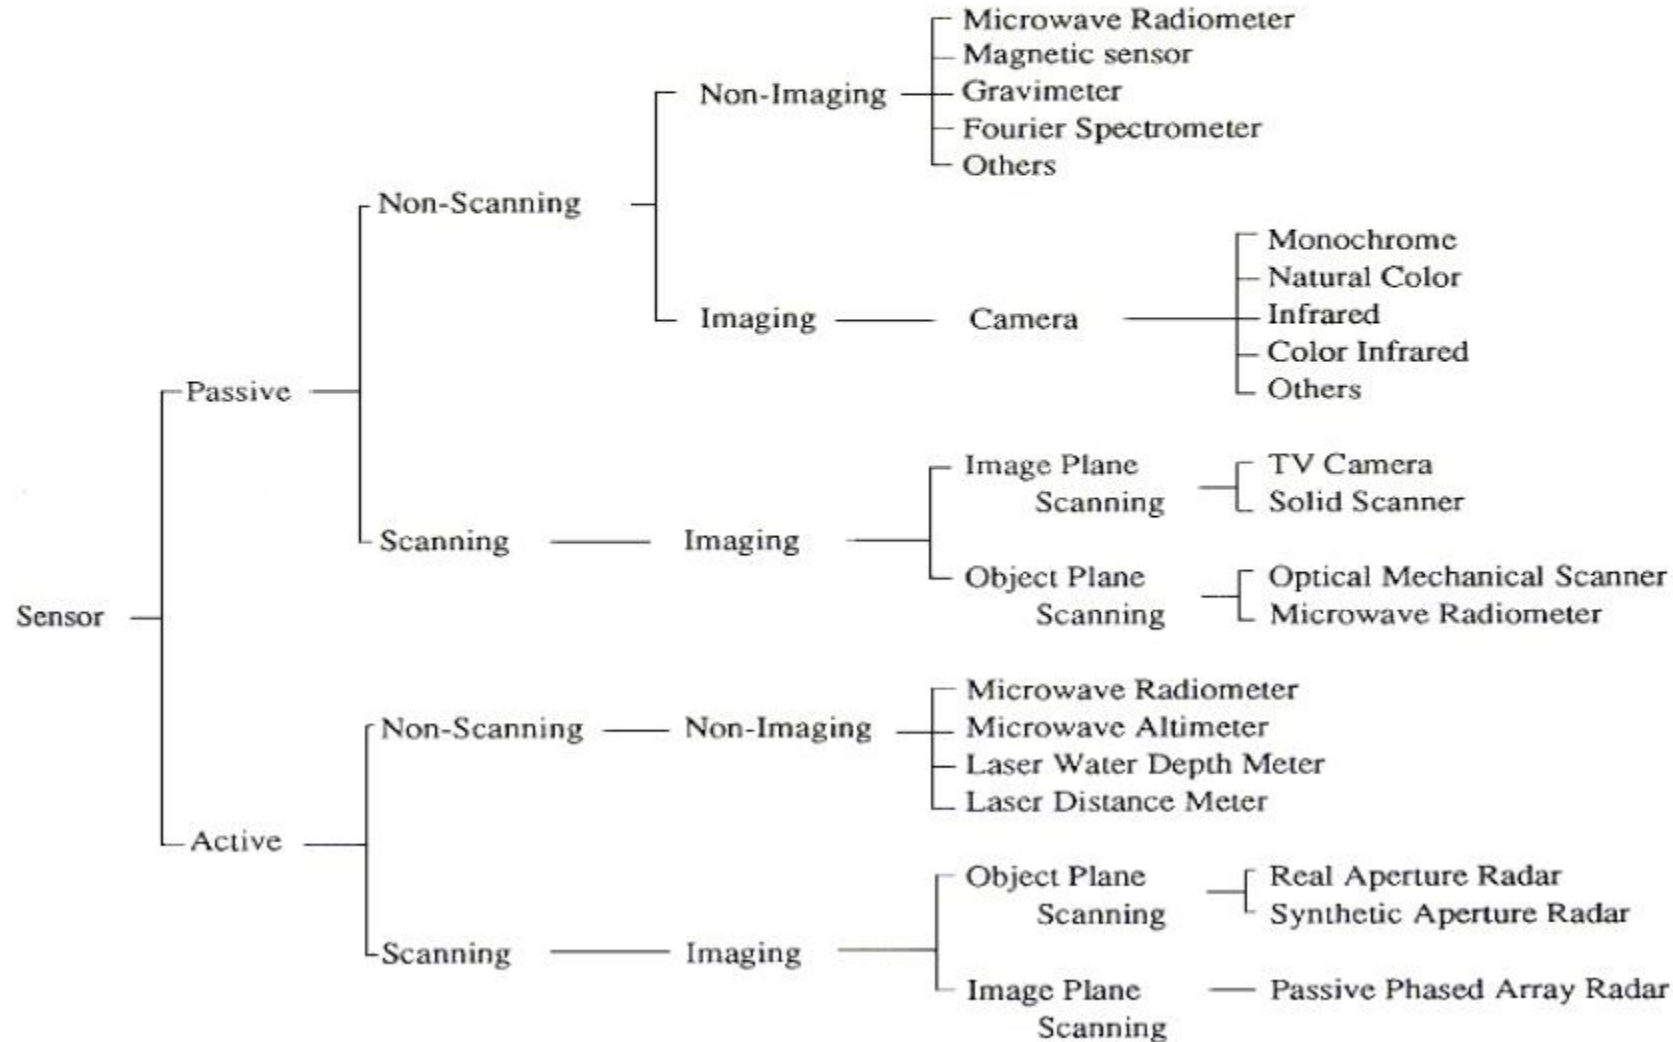 Microwave Radiometer
Magnetic sensor
Non-Imaging
Gravimeter
Fourier Spectrometer
Others
Non-Scanning
Monochrome
Natural Color
Imaging
Camera
Infrared
Color Infrared
Passive
Others
Image Plane
TV Camera
Scanning
Solid Scanner
Scanning
Imaging
Object Plane
Optical Mechanical Scanner
Sensor
Scanning
Microwave Radiometer
Microwave Radiometer
Non-Scanning
Non-Imaging
Microwave Altimeter
Laser Water Depth Meter
Laser Distance Meter
Active
Object Plane
Real Aperture Radar
Scanning
Synthetic Aperture Radar
Scanning
Imaging
Image Plane
Passive Phased Array Radar
Scanning